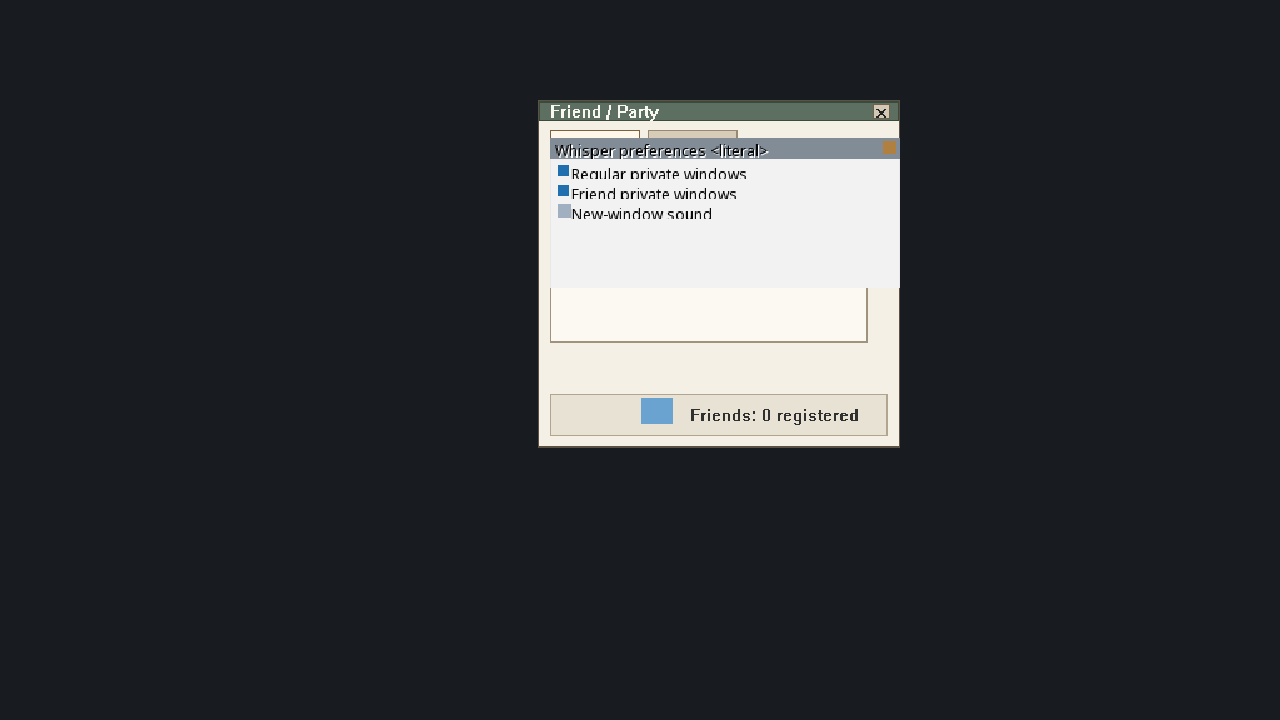 Friend / Party
Whisper preferences <literal>
Regular private windows
Friend private windows
New-window sound
Friends: 0 registered